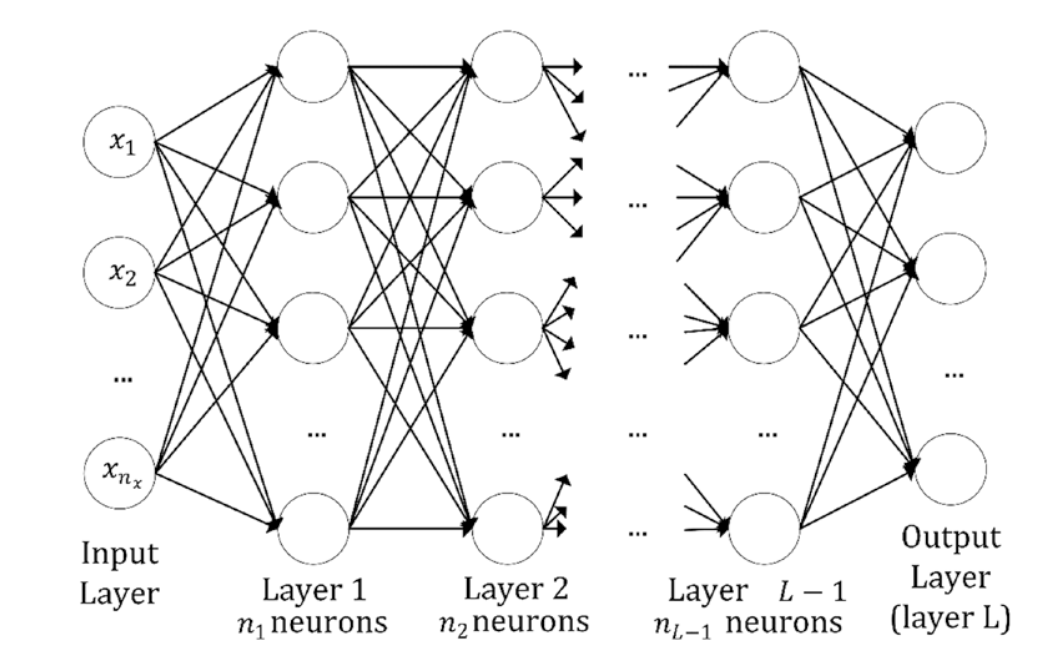 x₁
x₂
...
xₙₓ
Input
Layer
...
Layer 1
n₁ neurons
...
Layer 2
n₂ neurons
...
...
...
...
...
...
Layer L − 1
n_{L−1} neurons
...
Output
Layer
(layer L)